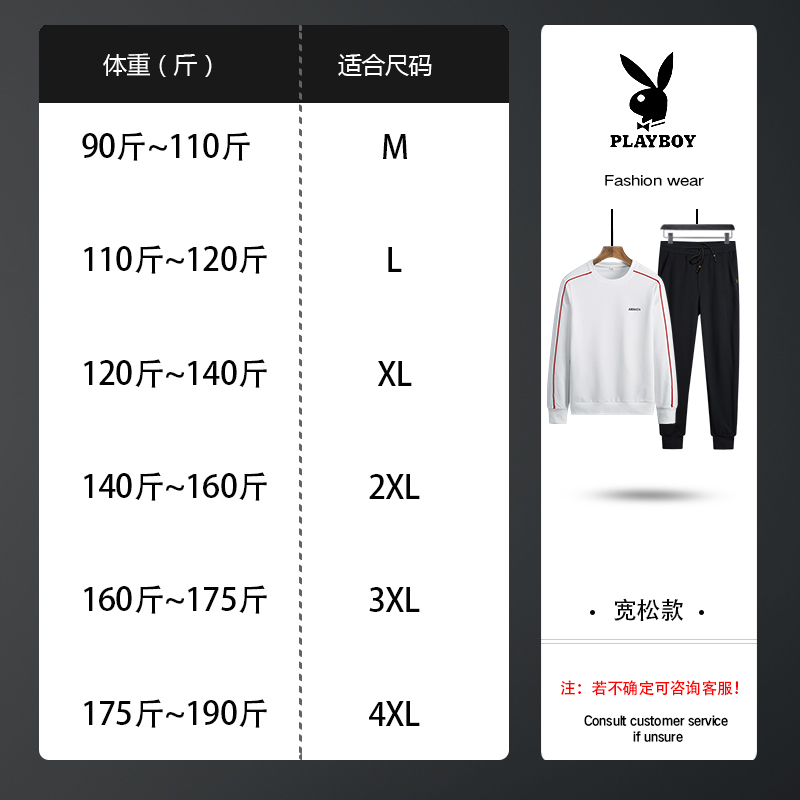 体重（斤） 适合尺码
90斤~110斤 M
110斤~120斤 L
120斤~140斤 XL
140斤~160斤 2XL
160斤~175斤 3XL
175斤~190斤 4XL
PLAYBOY
Fashion wear
• 宽松款 •
注：若不确定可咨询客服！
Consult customer service
if unsure